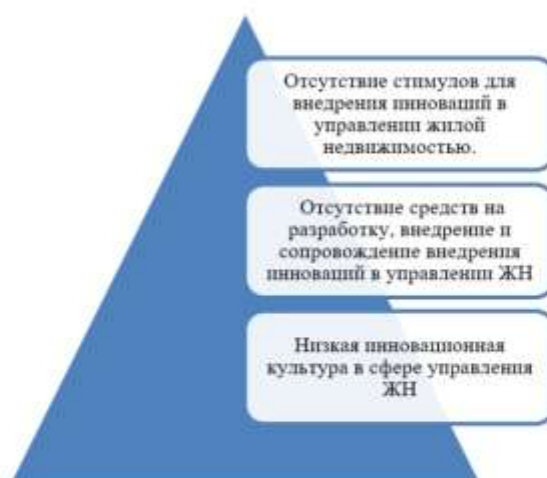 Отсутствие стимулов для
внедрения инноваций в
управлении жилой
недвижимостью.
Отсутствие средств на
разработку, внедрение и
сопровождение внедрения
инноваций в управлении ЖН
Низкая инновационная
культура в сфере управления
ЖН